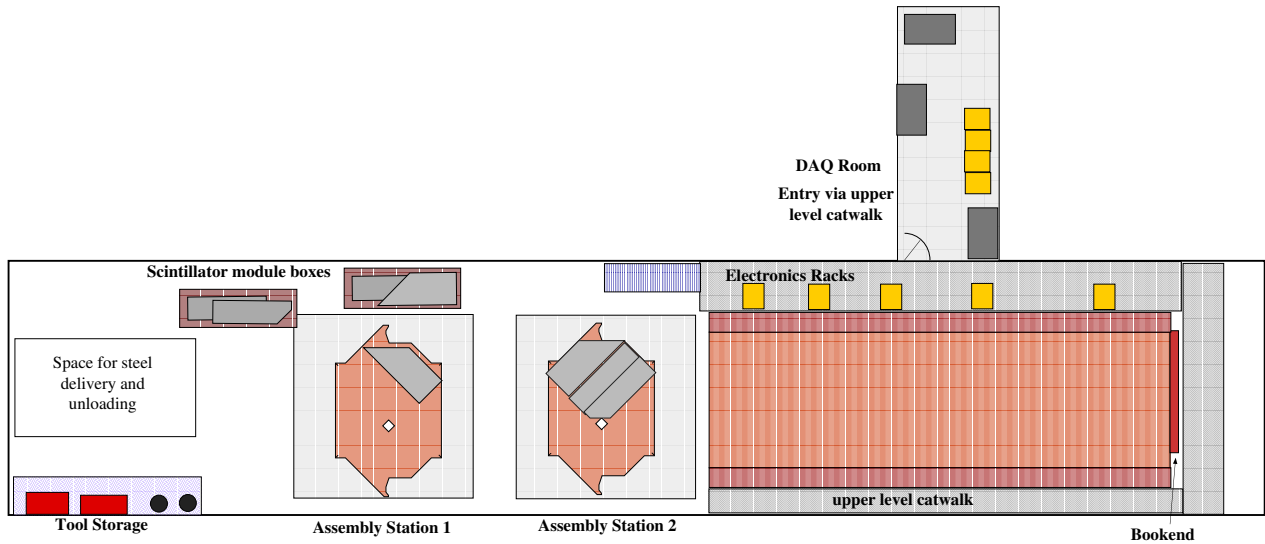 DAQ Room
Entry via upper
level catwalk
Scintillator module boxes
Electronics Racks
Space for steel
delivery and
unloading
upper level catwalk
Tool Storage
Assembly Station 1
Assembly Station 2
Bookend